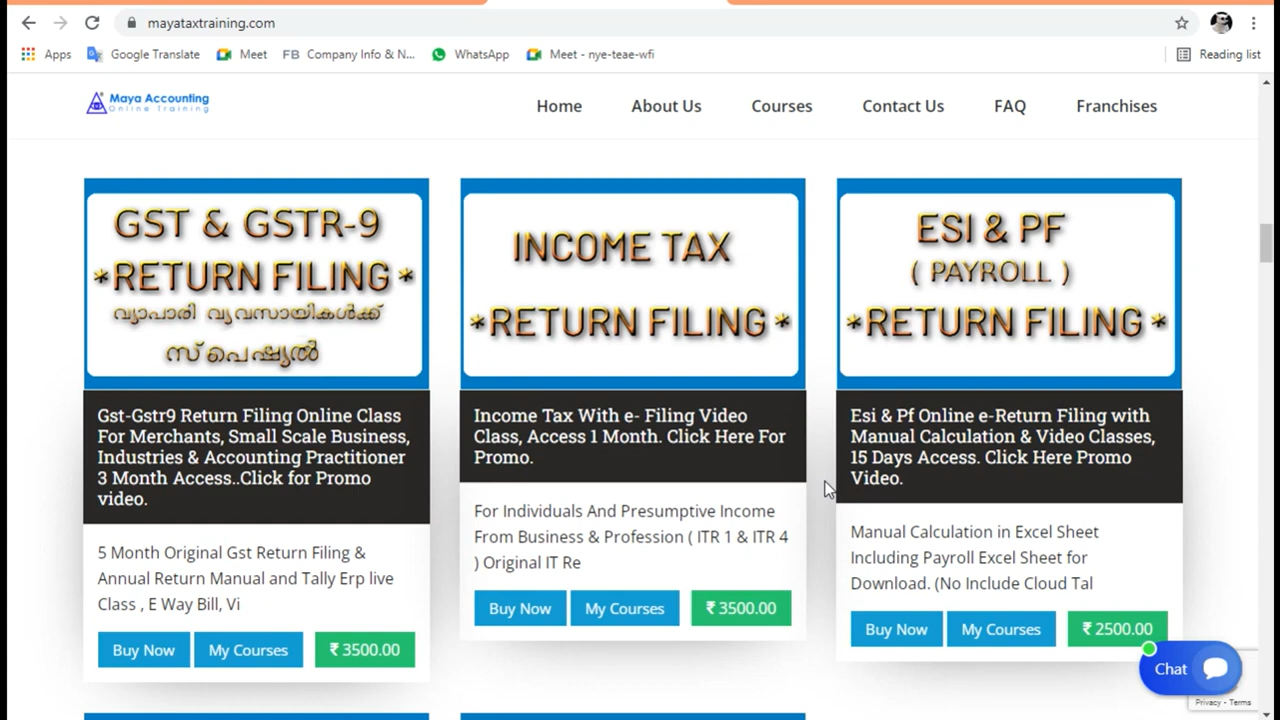 mayataxtraining.com
Apps
Google Translate
Meet
FB Company Info & N...
WhatsApp
Meet - nye-teae-wfi
Reading list
Maya Accounting
Online Training
Home
About Us
Courses
Contact Us
FAQ
Franchises
GST & GSTR-9
*RETURN FILING*
വ്യാപാരി വ്യവസായികൾക്ക്
സ്പെഷ്യൽ
Gst-Gstr9 Return Filing Online Class
For Merchants, Small Scale Business,
Industries & Accounting Practitioner
3 Month Access..Click for Promo
video.
5 Month Original Gst Return Filing &
Annual Return Manual and Tally Erp live
Class , E Way Bill, Vi
Buy Now
My Courses
₹ 3500.00
INCOME TAX
*RETURN FILING*
Income Tax With e- Filing Video
Class, Access 1 Month. Click Here For
Promo.
For Individuals And Presumptive Income
From Business & Profession ( ITR 1 & ITR 4
) Original IT Re
Buy Now
My Courses
₹ 3500.00
ESI & PF
( PAYROLL )
*RETURN FILING*
Esi & Pf Online e-Return Filing with
Manual Calculation & Video Classes,
15 Days Access. Click Here Promo
Video.
Manual Calculation in Excel Sheet
Including Payroll Excel Sheet for
Download. (No Include Cloud Tal
Buy Now
My Courses
₹ 2500.00
Chat
Privacy - Terms